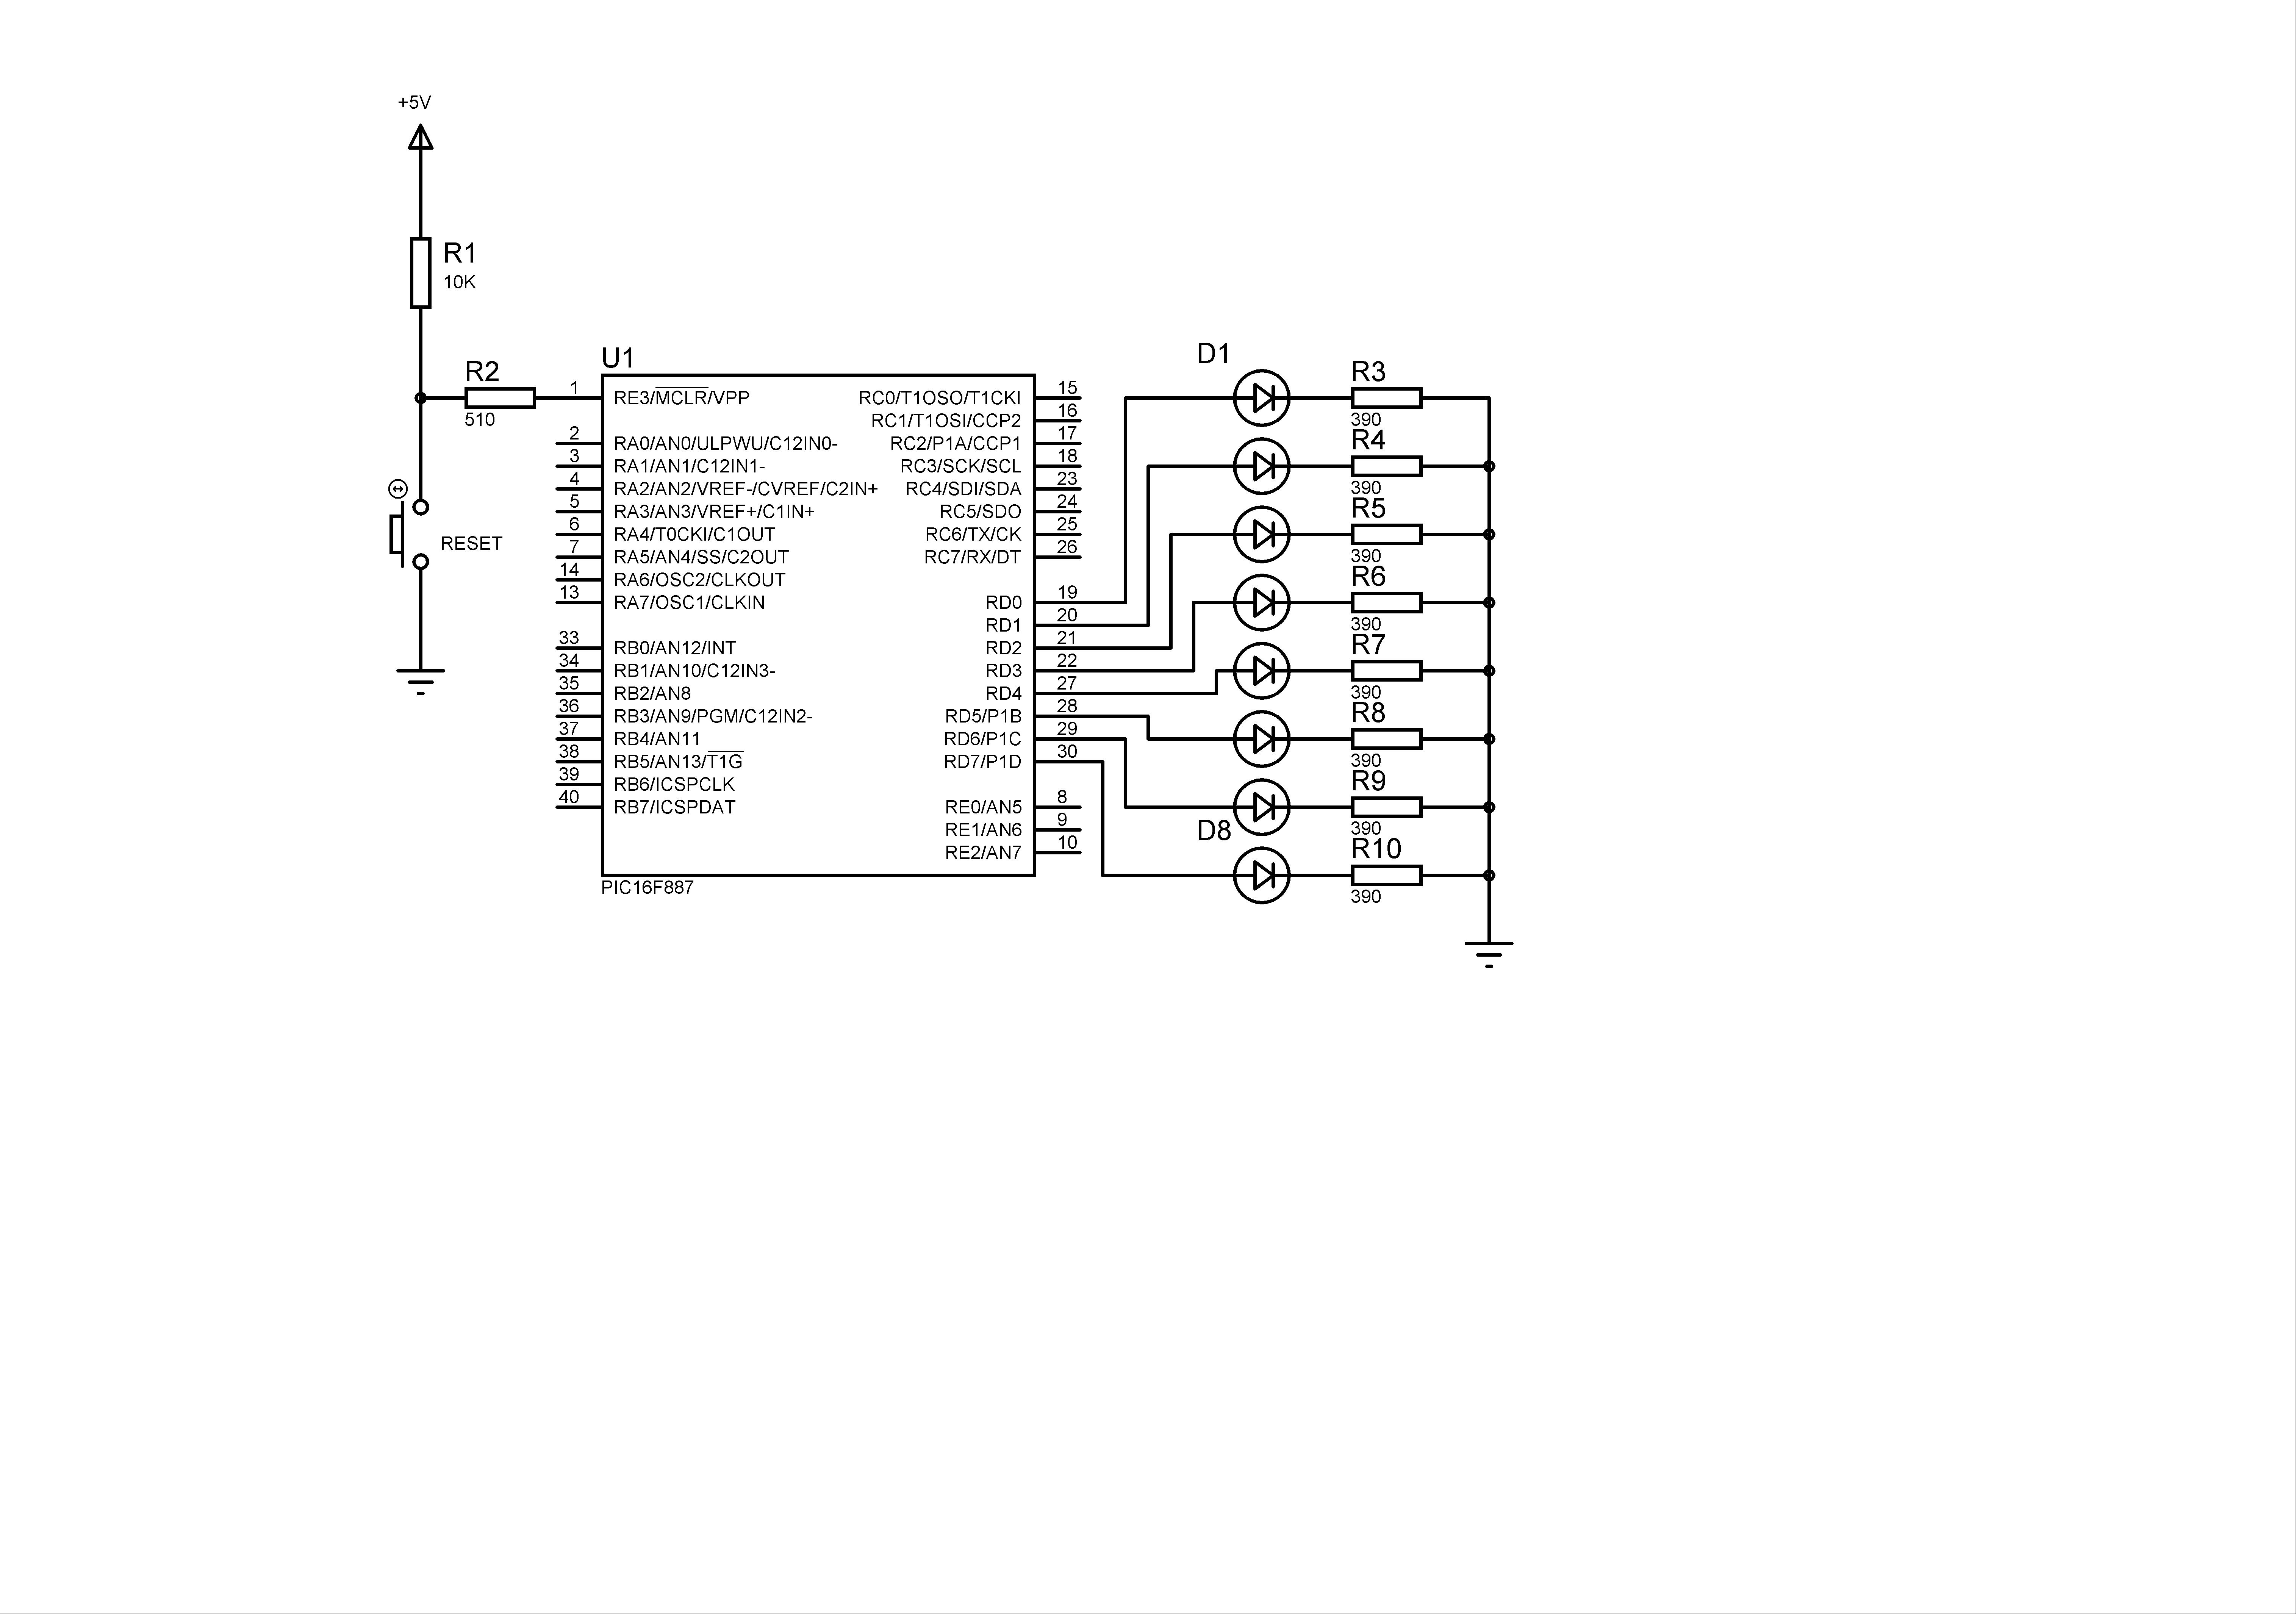 +5V
R1
10K
R2
510
RESET
U1
1
RE3/MCLR/VPP
2
RA0/AN0/ULPWU/C12IN0-
3
RA1/AN1/C12IN1-
4
RA2/AN2/VREF-/CVREF/C2IN+
5
RA3/AN3/VREF+/C1IN+
6
RA4/T0CKI/C1OUT
7
RA5/AN4/SS/C2OUT
14
RA6/OSC2/CLKOUT
13
RA7/OSC1/CLKIN
33
RB0/AN12/INT
34
RB1/AN10/C12IN3-
35
RB2/AN8
36
RB3/AN9/PGM/C12IN2-
37
RB4/AN11
38
RB5/AN13/T1G
39
RB6/ICSPCLK
40
RB7/ICSPDAT
RC0/T1OSO/T1CKI
15
RC1/T1OSI/CCP2
16
RC2/P1A/CCP1
17
RC3/SCK/SCL
18
RC4/SDI/SDA
23
RC5/SDO
24
RC6/TX/CK
25
RC7/RX/DT
26
RD0
19
RD1
20
RD2
21
RD3
22
RD4
27
RD5/P1B
28
RD6/P1C
29
RD7/P1D
30
RE0/AN5
8
RE1/AN6
9
RE2/AN7
10
PIC16F887
D1
D8
R3
390
R4
390
R5
390
R6
390
R7
390
R8
390
R9
390
R10
390